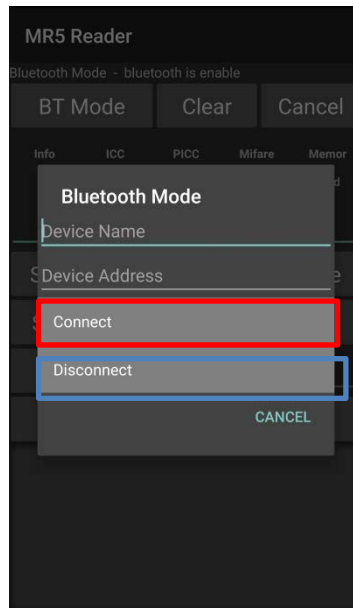 MR5 Reader
Bluetooth Mode - bluetooth is enable
BT Mode Clear Cancel
Info ICC PICC Mifare Memor
d
Bluetooth Mode
Device Name
S Device Address e
Connect
Disconnect
CANCEL